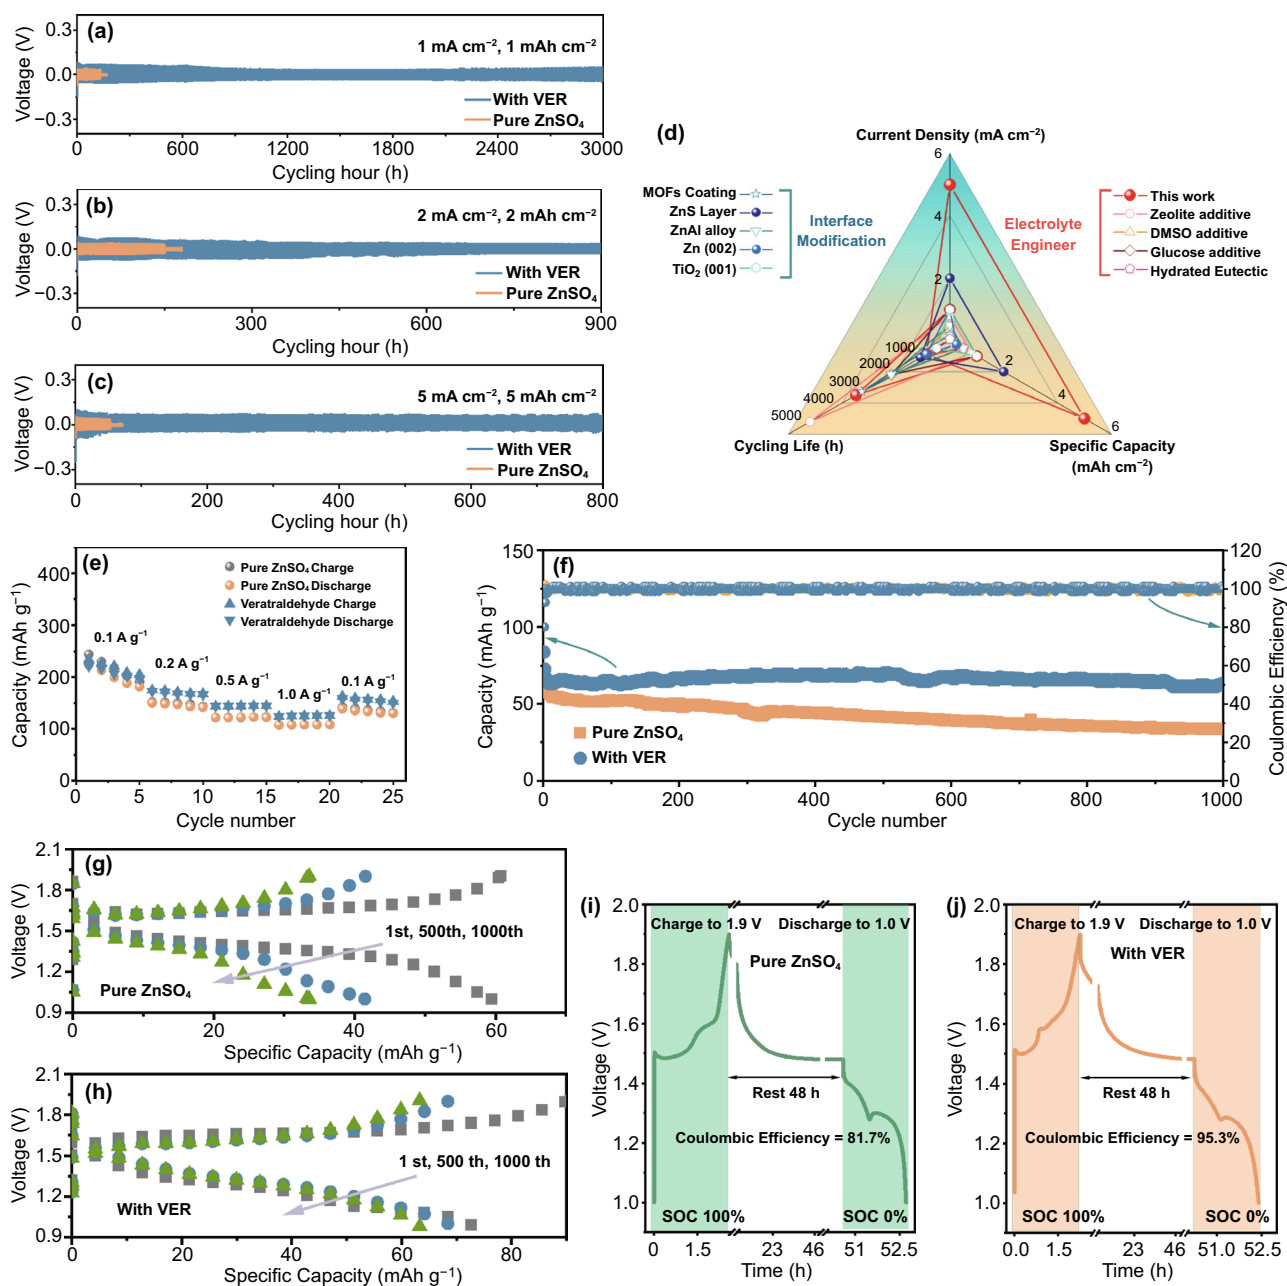 (a)
1 mA cm⁻², 1 mAh cm⁻²
With VER
Pure ZnSO₄
Voltage (V)
0.3
0.0
−0.3
0 600 1200 1800 2400 3000
Cycling hour (h)
(b)
2 mA cm⁻², 2 mAh cm⁻²
With VER
Pure ZnSO₄
Voltage (V)
0.3
0.0
−0.3
0 300 600 900
Cycling hour (h)
(c)
5 mA cm⁻², 5 mAh cm⁻²
With VER
Pure ZnSO₄
Voltage (V)
0.3
0.0
−0.3
0 200 400 600 800
Cycling hour (h)
(d)
Current Density (mA cm⁻²)
6
4
2
MOFs Coating
ZnS Layer
ZnAl alloy
Zn (002)
TiO₂ (001)
Interface
Modification
Electrolyte
Engineer
This work
Zeolite additive
DMSO additive
Glucose additive
Hydrated Eutectic
1000
2000
3000
4000
5000
2
4
6
Cycling Life (h)
Specific Capacity
(mAh cm⁻²)
(e)
Pure ZnSO₄ Charge
Pure ZnSO₄ Discharge
Veratraldehyde Charge
Veratraldehyde Discharge
0.1 A g⁻¹
0.2 A g⁻¹
0.5 A g⁻¹
1.0 A g⁻¹
0.1 A g⁻¹
Capacity (mAh g⁻¹)
400
300
200
100
0
0 5 10 15 20 25
Cycle number
(f)
Capacity (mAh g⁻¹)
150
100
50
0
Pure ZnSO₄
With VER
120
100
80
60
40
20
0
Coulombic Efficiency (%)
0 200 400 600 800 1000
Cycle number
(g)
Voltage (V)
2.1
1.8
1.5
1.2
0.9
1st, 500th, 1000th
Pure ZnSO₄
0 20 40 60
Specific Capacity (mAh g⁻¹)
(h)
Voltage (V)
2.1
1.8
1.5
1.2
0.9
1 st, 500 th, 1000 th
With VER
0 20 40 60 80
Specific Capacity (mAh g⁻¹)
(i)
Voltage (V)
2.0
1.8
1.6
1.4
1.2
1.0
Charge to 1.9 V
Discharge to 1.0 V
Pure ZnSO₄
Rest 48 h
Coulombic Efficiency = 81.7%
SOC 100%
SOC 0%
0 1.5 23 46 51 52.5
Time (h)
(j)
Voltage (V)
2.0
1.8
1.6
1.4
1.2
1.0
Charge to 1.9 V
Discharge to 1.0 V
With VER
Rest 48 h
Coulombic Efficiency = 95.3%
SOC 100%
SOC 0%
0.0 1.5 23 46 51.0 52.5
Time (h)